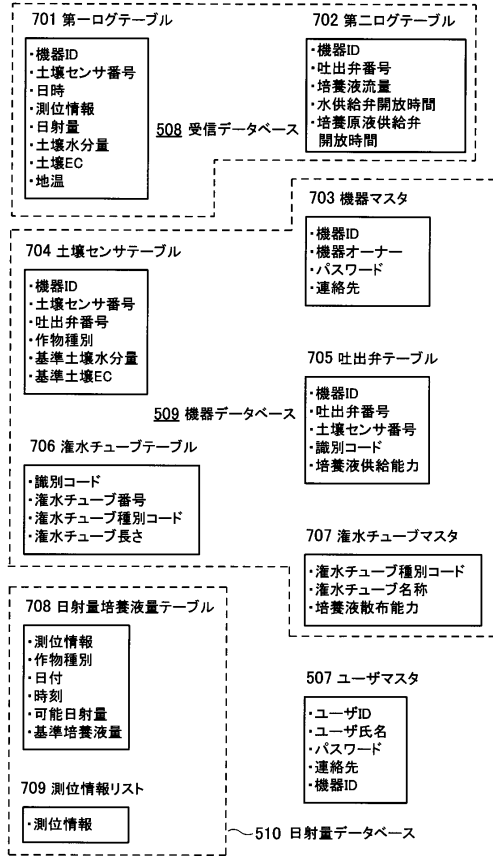 701 第一ログテーブル
・機器ID
・土壌センサ番号
・日時
・測位情報
・日射量
・土壌水分量
・土壌EC
・地温
508 受信データベース
702 第二ログテーブル
・機器ID
・吐出弁番号
・培養液流量
・水供給弁開放時間
・培養原液供給弁
開放時間
703 機器マスタ
・機器ID
・機器オーナー
・パスワード
・連絡先
704 土壌センサテーブル
・機器ID
・土壌センサ番号
・吐出弁番号
・作物種別
・基準土壌水分量
・基準土壌EC
705 吐出弁テーブル
・機器ID
・吐出弁番号
・土壌センサ番号
・識別コード
・培養液供給能力
509 機器データベース
706 潅水チューブテーブル
・識別コード
・潅水チューブ番号
・潅水チューブ種別コード
・潅水チューブ長さ
707 潅水チューブマスタ
・潅水チューブ種別コード
・潅水チューブ名称
・培養液散布能力
708 日射量培養液量テーブル
・測位情報
・作物種別
・日付
・時刻
・可能日射量
・基準培養液量
507 ユーザマスタ
・ユーザID
・ユーザ氏名
・パスワード
・連絡先
・機器ID
709 測位情報リスト
・測位情報
510 日射量データベース